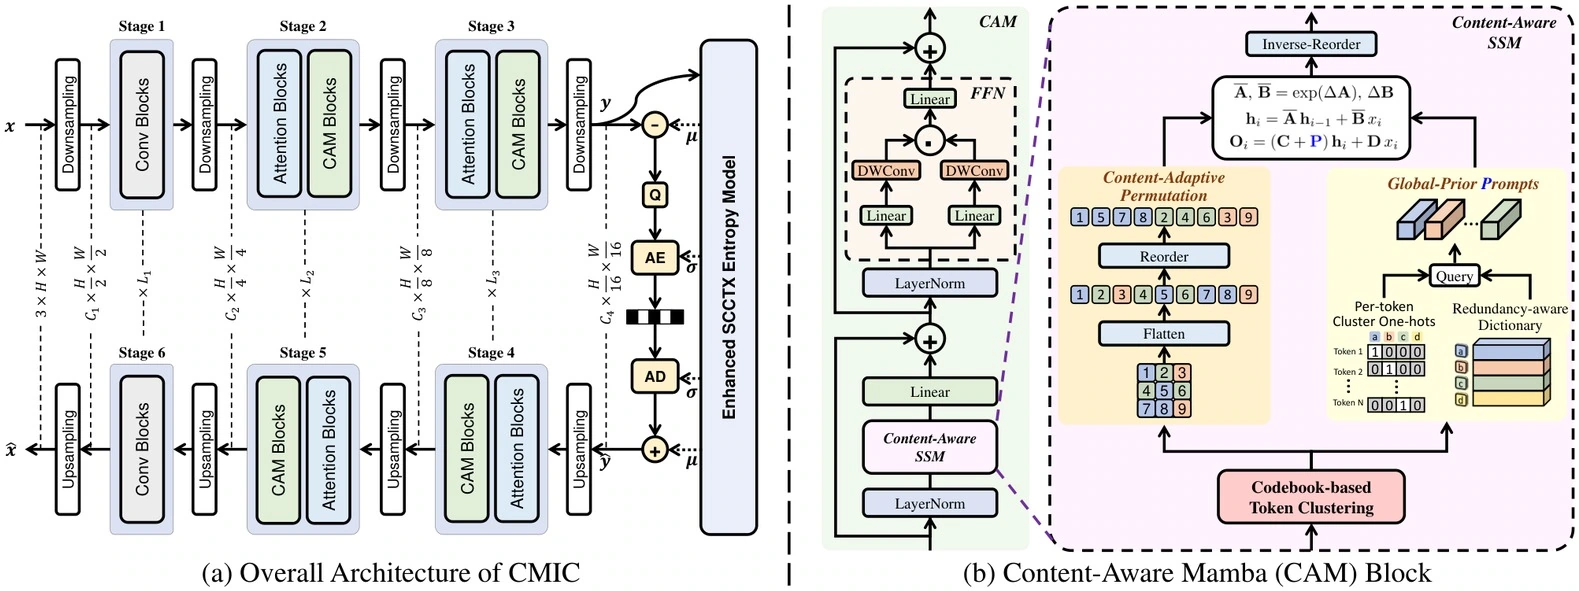 Stage 1
Stage 2
Stage 3
x
Downsampling
Conv Blocks
Downsampling
Attention Blocks
CAM Blocks
Downsampling
Attention Blocks
CAM Blocks
Downsampling
y
-
μ
Q
AE
σ
AD
σ
+
μ
Enhanced SCCTX Entropy Model
3 × H × W
C₁ × H/2 × W/2
× L₁
C₂ × H/4 × W/4
× L₂
C₃ × H/8 × W/8
× L₃
C₄ × H/16 × W/16
Stage 6
Stage 5
Stage 4
x̂
Upsampling
Conv Blocks
Upsampling
CAM Blocks
Attention Blocks
Upsampling
CAM Blocks
Attention Blocks
Upsampling
ŷ
(a) Overall Architecture of CMIC
CAM
+
FFN
Linear
·
DWConv
DWConv
Linear
Linear
LayerNorm
+
Linear
Content-Aware
SSM
LayerNorm
Content-Aware
SSM
Inverse-Reorder
A̅, B̅ = exp(ΔA), ΔB
hᵢ = A̅ hᵢ₋₁ + B̅ xᵢ
Oᵢ = (C + P) hᵢ + D xᵢ
Content-Adaptive
Permutation
1 5 7 8 2 4 6 3 9
Reorder
1 2 3 4 5 6 7 8 9
Flatten
1 2 3
4 5 6
7 8 9
Global-Prior Prompts
...
Query
Per-token
Cluster One-hots
a b c d
Token 1 1 0 0 0
Token 2 0 1 0 0
Token N 0 0 1 0
Redundancy-aware
Dictionary
a
b
c
d
Codebook-based
Token Clustering
(b) Content-Aware Mamba (CAM) Block